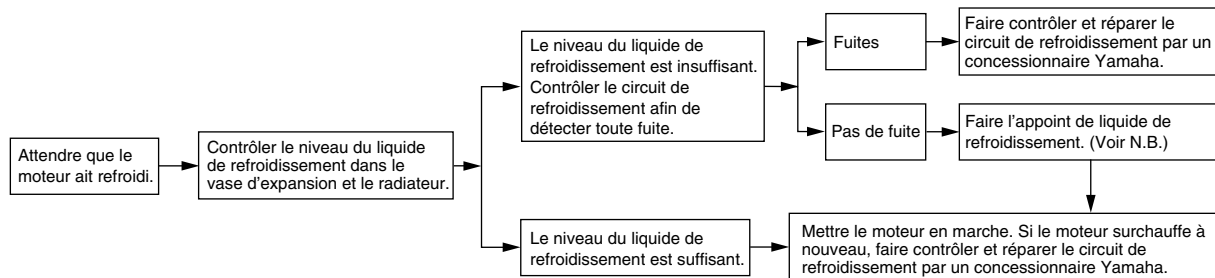 Attendre que le
moteur ait refroidi.
Contrôler le niveau du liquide
de refroidissement dans le
vase d'expansion et le radiateur.
Le niveau du liquide de
refroidissement est insuffisant.
Contrôler le circuit de
refroidissement afin de
détecter toute fuite.
Fuites
Faire contrôler et réparer le
circuit de refroidissement par un
concessionnaire Yamaha.
Pas de fuite
Faire l'appoint de liquide de
refroidissement. (Voir N.B.)
Le niveau du liquide de
refroidissement est suffisant.
Mettre le moteur en marche. Si le moteur surchauffe à
nouveau, faire contrôler et réparer le circuit de
refroidissement par un concessionnaire Yamaha.